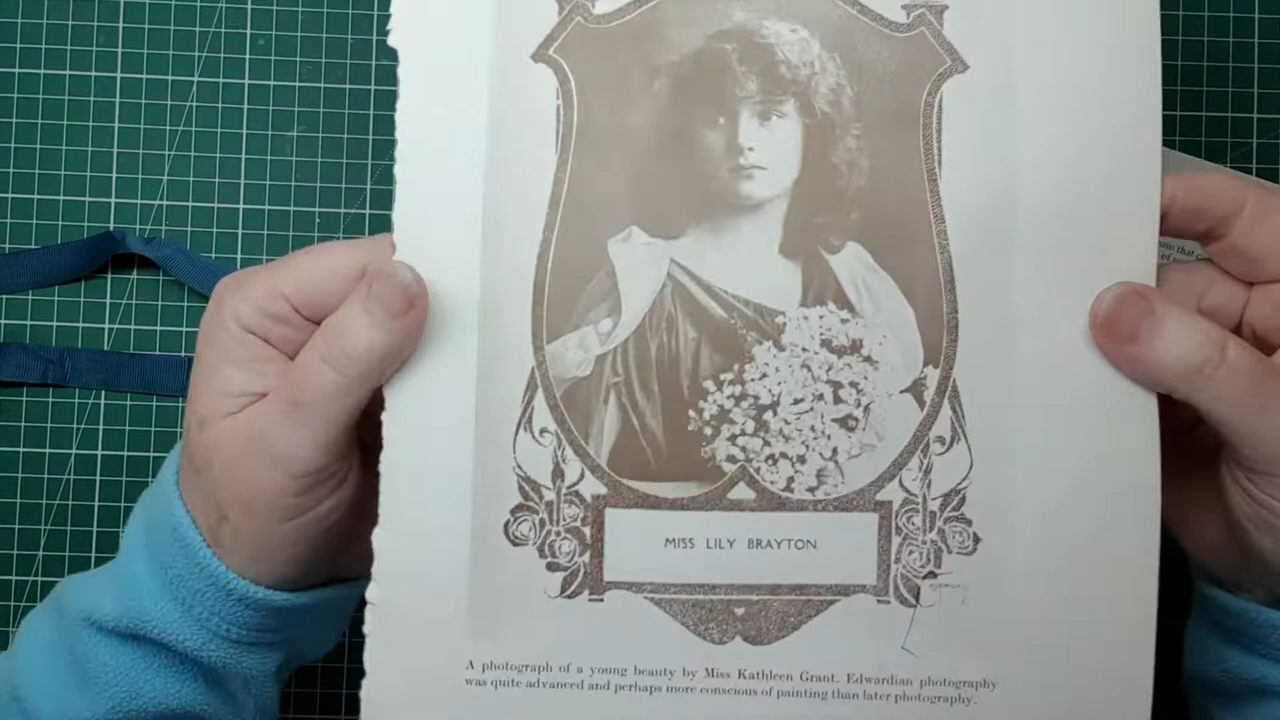 MISS LILY BRAYTON
A photograph of a young beauty by Miss Kathleen Grant. Edwardian photography
was quite advanced and perhaps more conscious of painting than later photography.